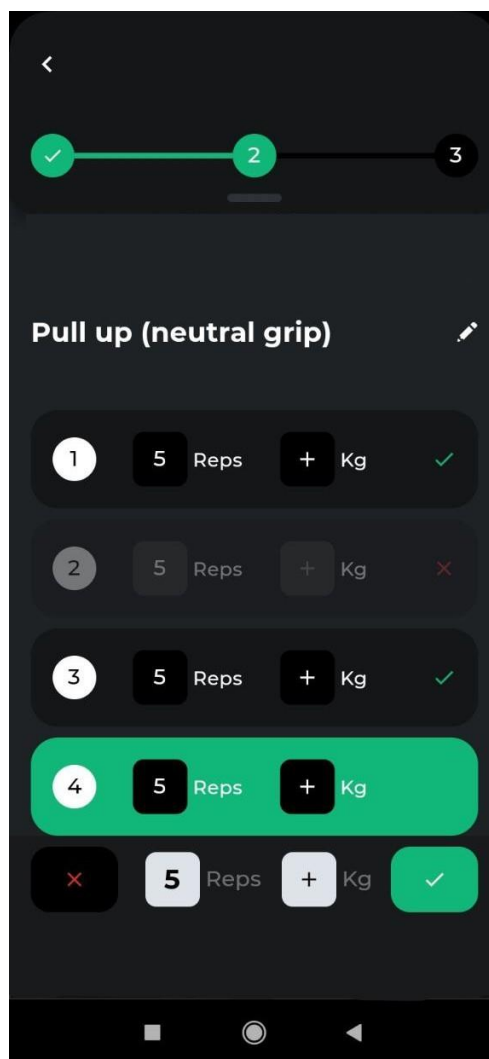 2 3
Pull up (neutral grip)
1 5 Reps + Kg
2 5 Reps + Kg
3 5 Reps + Kg
4 5 Reps + Kg
5 Reps + Kg